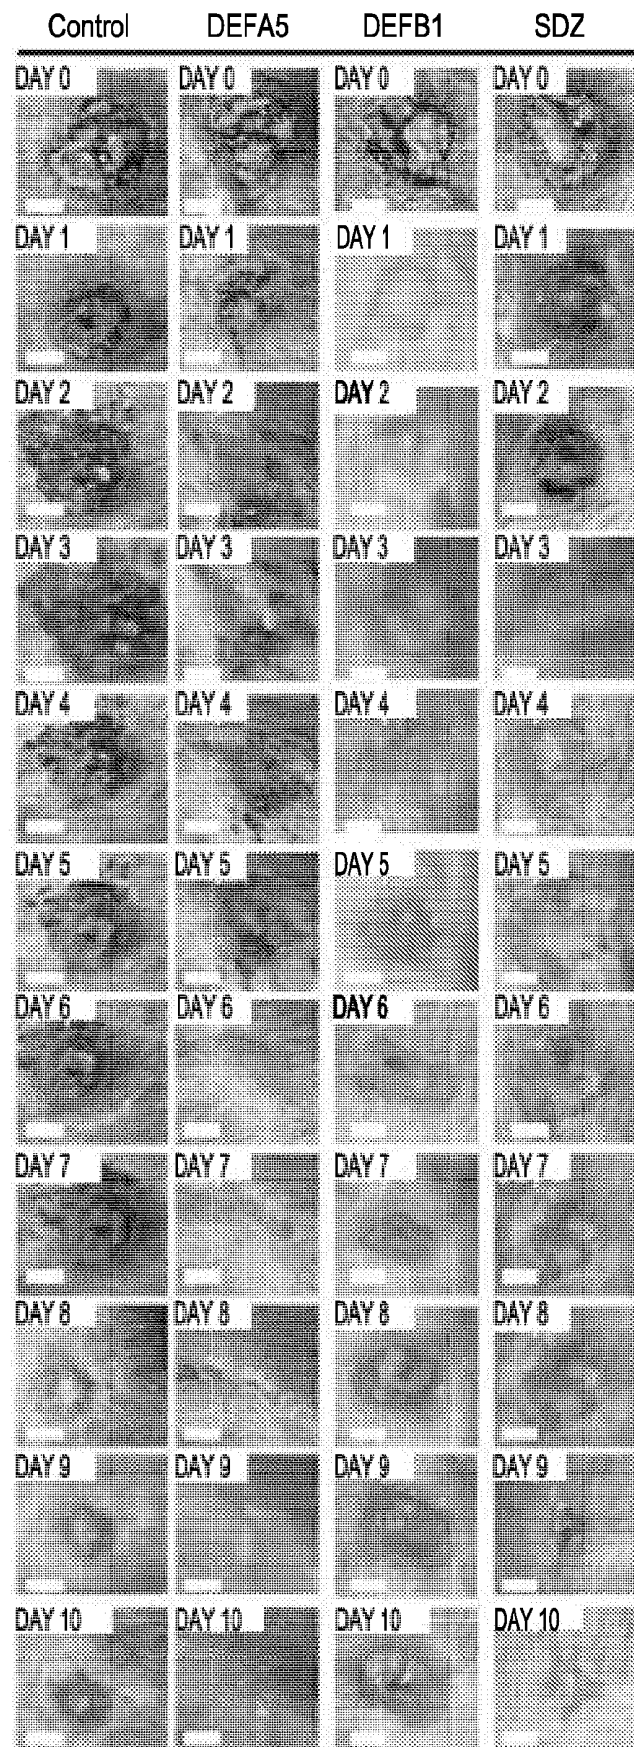 Control DEFA5 DEFB1 SDZ
DAY 0 DAY 0 DAY 0 DAY 0
DAY 1 DAY 1 DAY 1 DAY 1
DAY 2 DAY 2 DAY 2 DAY 2
DAY 3 DAY 3 DAY 3 DAY 3
DAY 4 DAY 4 DAY 4 DAY 4
DAY 5 DAY 5 DAY 5 DAY 5
DAY 6 DAY 6 DAY 6 DAY 6
DAY 7 DAY 7 DAY 7 DAY 7
DAY 8 DAY 8 DAY 8 DAY 8
DAY 9 DAY 9 DAY 9 DAY 9
DAY 10 DAY 10 DAY 10 DAY 10